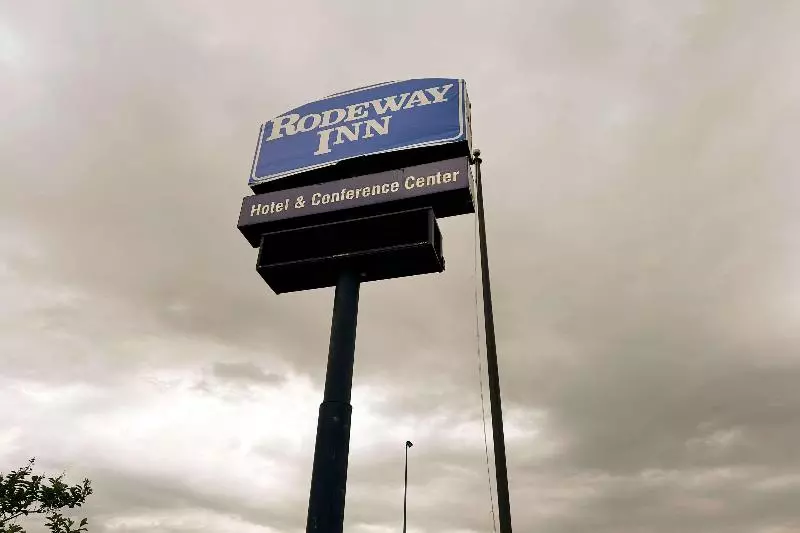 RODEWAY
INN
Hotel & Conference Center